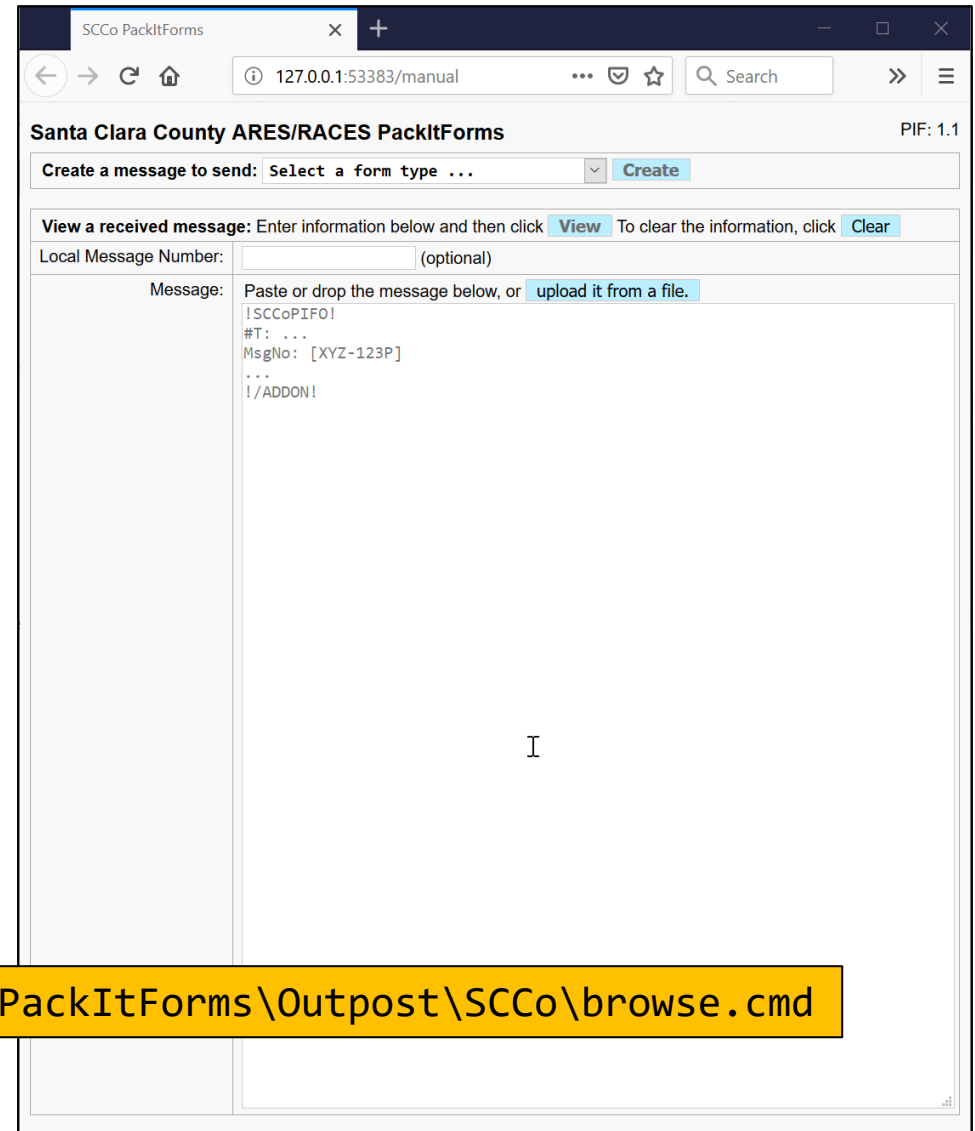 SCCo PackItForms
127.0.0.1:53383/manual
Search
Santa Clara County ARES/RACES PackItForms
PIF: 1.1
Create a message to send: Select a form type ... Create
View a received message: Enter information below and then click View To clear the information, click Clear
Local Message Number: (optional)
Message: Paste or drop the message below, or upload it from a file.
!SCCoPIFO!
#T: ...
MsgNo: [XYZ-123P]
...
!/ADDON!
PackItForms\Outpost\SCCo\browse.cmd